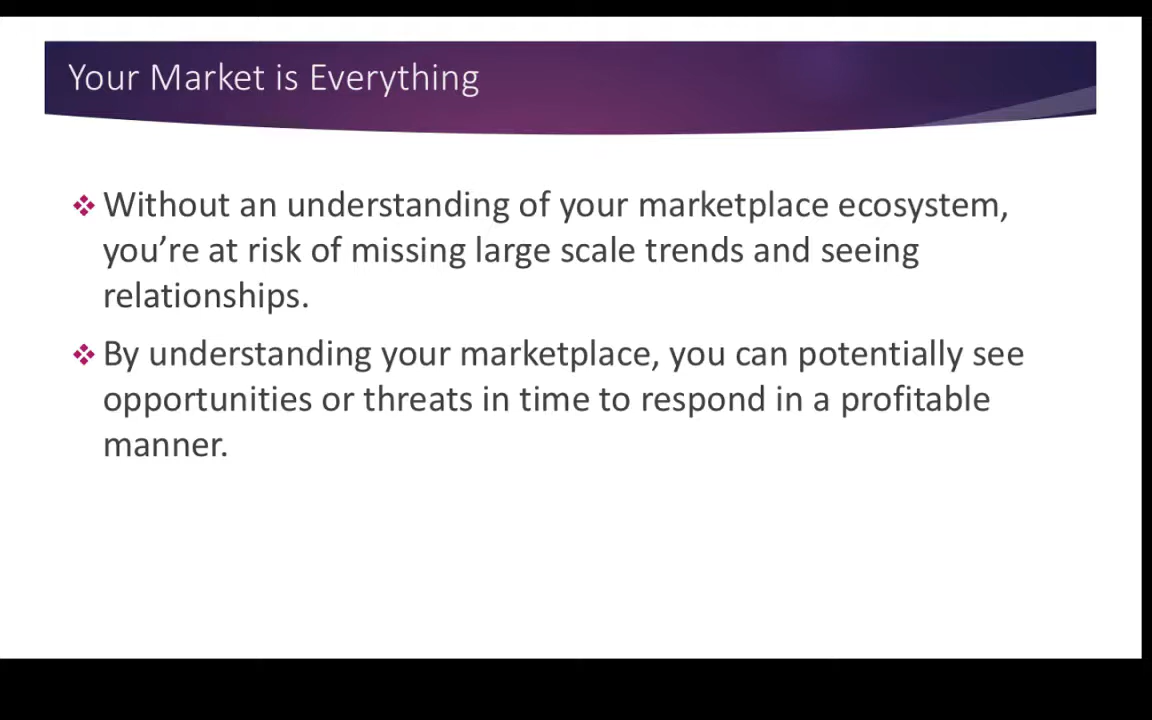 Your Market is Everything
❖ Without an understanding of your marketplace ecosystem,
you’re at risk of missing large scale trends and seeing
relationships.
❖ By understanding your marketplace, you can potentially see
opportunities or threats in time to respond in a profitable
manner.